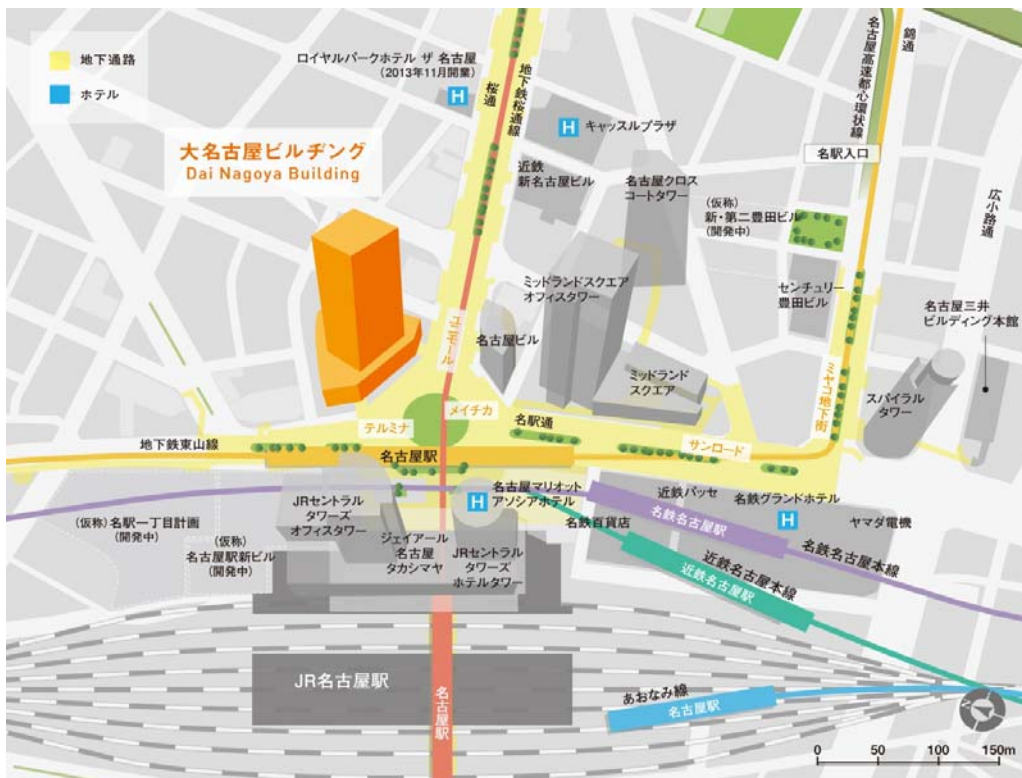 地下通路
ホテル
ロイヤルパークホテル ザ 名古屋
(2013年11月開業)
桜通
地下鉄桜通線
キャッスルプラザ
名古屋高速都心環状線
錦通
名駅入口
大名古屋ビルヂング
Dai Nagoya Building
近鉄
新名古屋ビル
名古屋クロス
コートタワー
(仮称)
新・第二豊田ビル
(開発中)
広小路通
ミッドランドスクエア
オフィスタワー
センチュリー
豊田ビル
名古屋三井
ビルディング本館
ユニモール
名古屋ビル
ミッドランド
スクエア
ミヤコ地下街
スパイラル
タワー
テルミナ
メイチカ
名駅通
サンロード
地下鉄東山線
名古屋駅
(仮称)名駅一丁目計画
(開発中)
(仮称)
名古屋駅新ビル
(開発中)
JRセントラル
タワーズ
オフィスタワー
ジェイアール
名古屋
タカシマヤ
H
名古屋マリオット
アソシアホテル
JRセントラル
タワーズ
ホテルタワー
名鉄百貨店
近鉄パッセ
名鉄グランドホテル
H
ヤマダ電機
名鉄名古屋駅
名鉄名古屋本線
近鉄名古屋本線
近鉄名古屋駅
H
H
JR名古屋駅
名古屋駅
あおなみ線
名古屋駅
N
0 50 100 150m